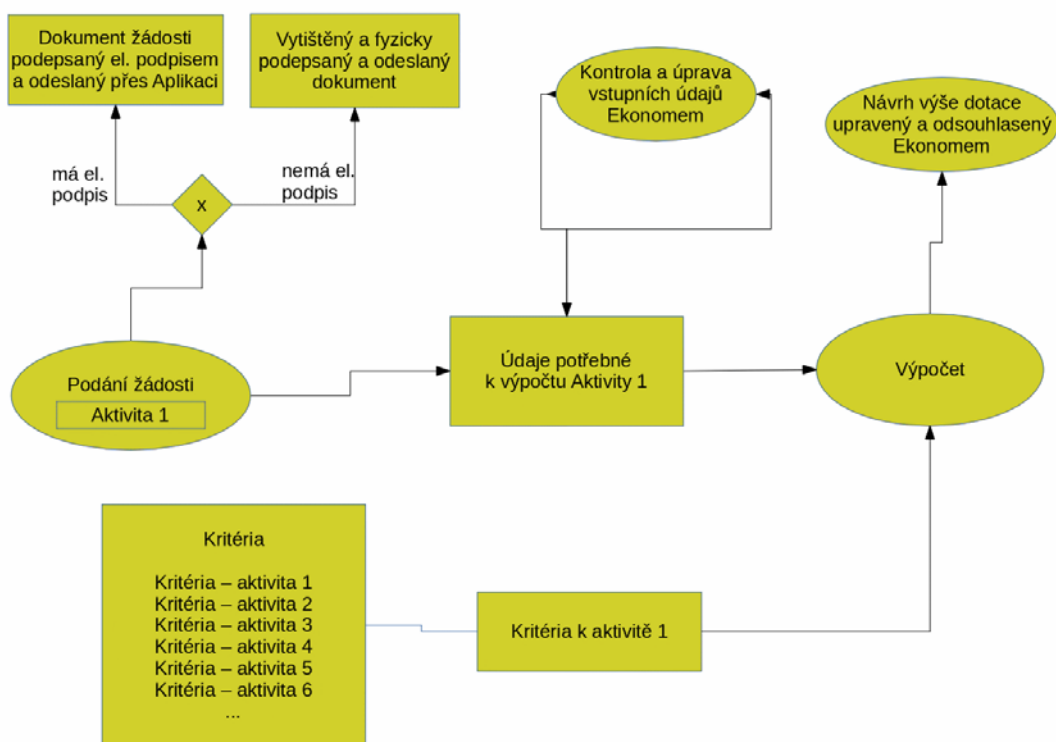 Dokument žádosti
podepsaný el. podpisem
a odeslaný přes Aplikaci
Vytištěný a fyzicky
podepsaný a odeslaný
dokument
Kontrola a úprava
vstupních údajů
Ekonomem
Návrh výše dotace
upravený a odsouhlasený
Ekonomem
má el.
podpis
nemá el.
podpis
x
Podání žádosti
Aktivita 1
Údaje potřebné
k výpočtu Aktivity 1
Výpočet
Kritéria
Kritéria – aktivita 1
Kritéria – aktivita 2
Kritéria – aktivita 3
Kritéria – aktivita 4
Kritéria – aktivita 5
Kritéria – aktivita 6
...
Kritéria k aktivitě 1